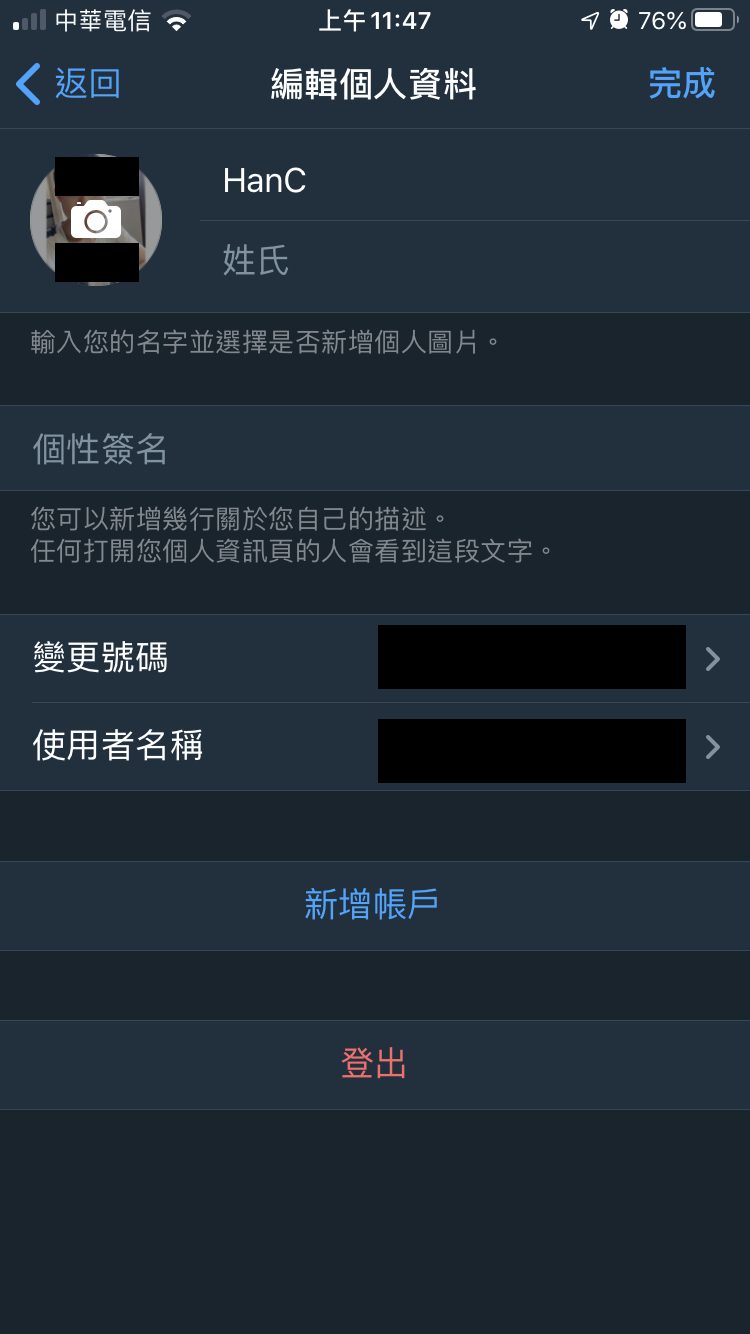 中華電信 上午11:47 76%
返回 編輯個人資料 完成
HanC
姓氏
輸入您的名字並選擇是否新增個人圖片。
個性簽名
您可以新增幾行關於您自己的描述。
任何打開您個人資訊頁的人會看到這段文字。
變更號碼
使用者名稱
新增帳戶
登出